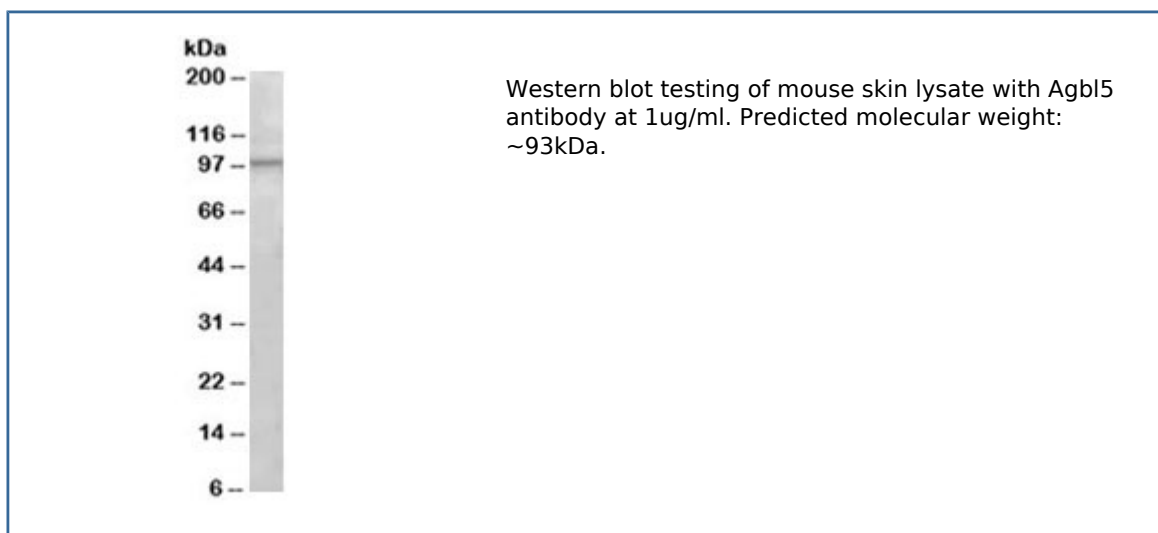 kDa
200 --
116 --
97 --
66 --
44 --
31 --
22 --
14 --
6 --
Western blot testing of mouse skin lysate with Agbl5
antibody at 1ug/ml. Predicted molecular weight:
~93kDa.